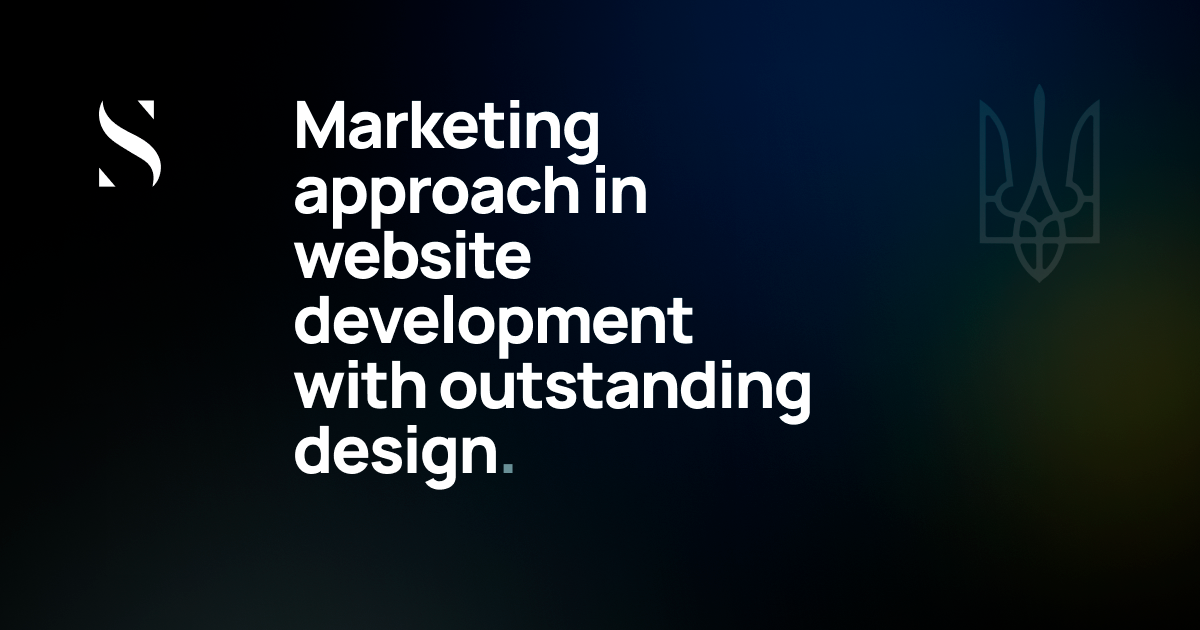 S
Marketing
approach in
website
development
with outstanding
design.